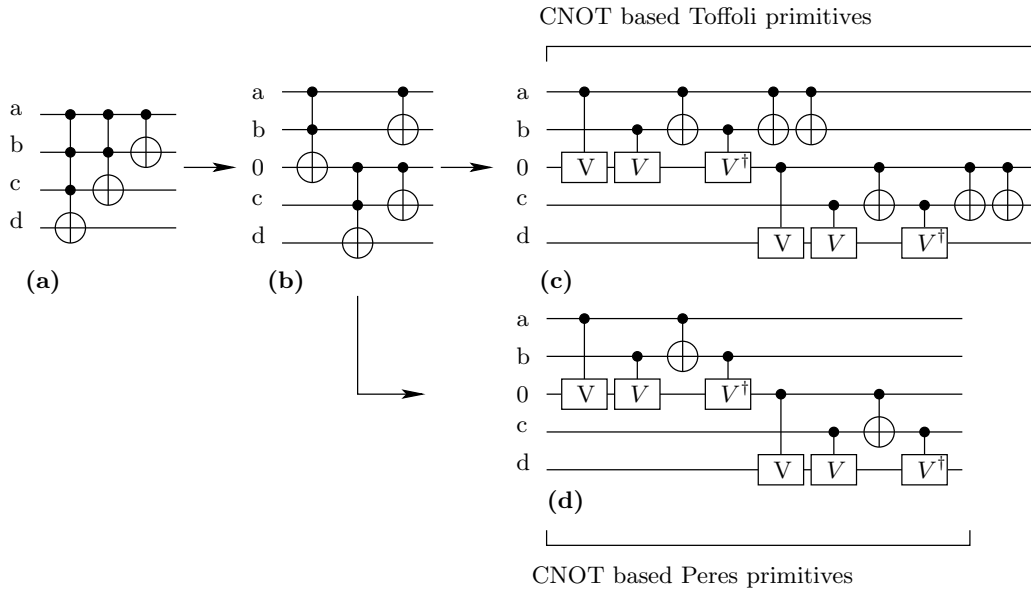 CNOT based Toffoli primitives
a
b
c
d
(a)
a
b
0
c
d
(b)
a
b
0
c
d
V V V† V V V†
(c)
a
b
0
c
d
V V V† V V V†
(d)
CNOT based Peres primitives